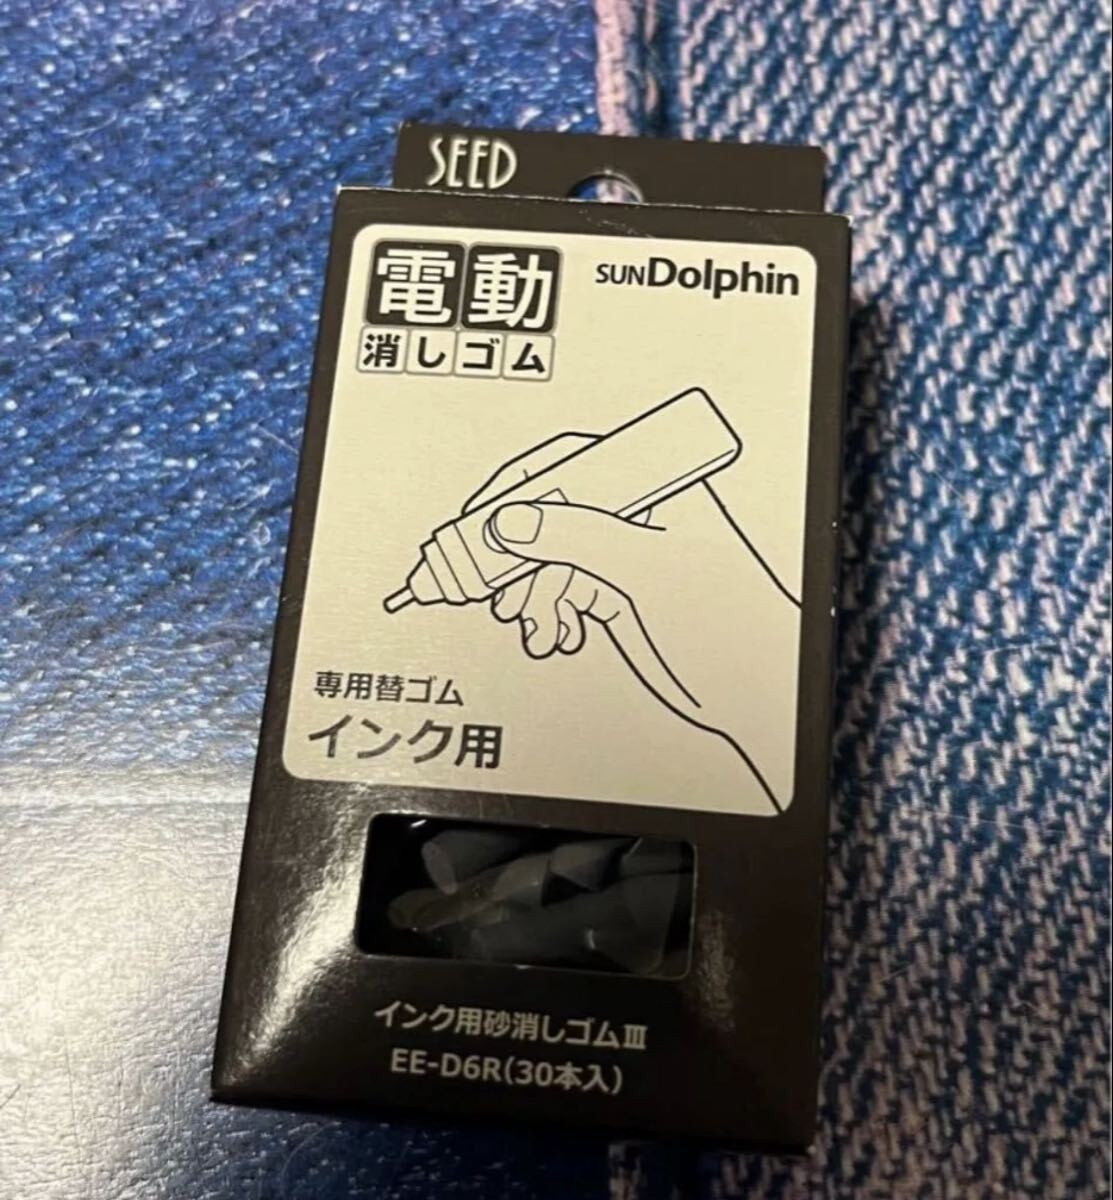 SEED
電動
消しゴム
SUNDolphin
専用替ゴム
インク用
インク用砂消しゴムⅢ
EE-D6R(30本入)